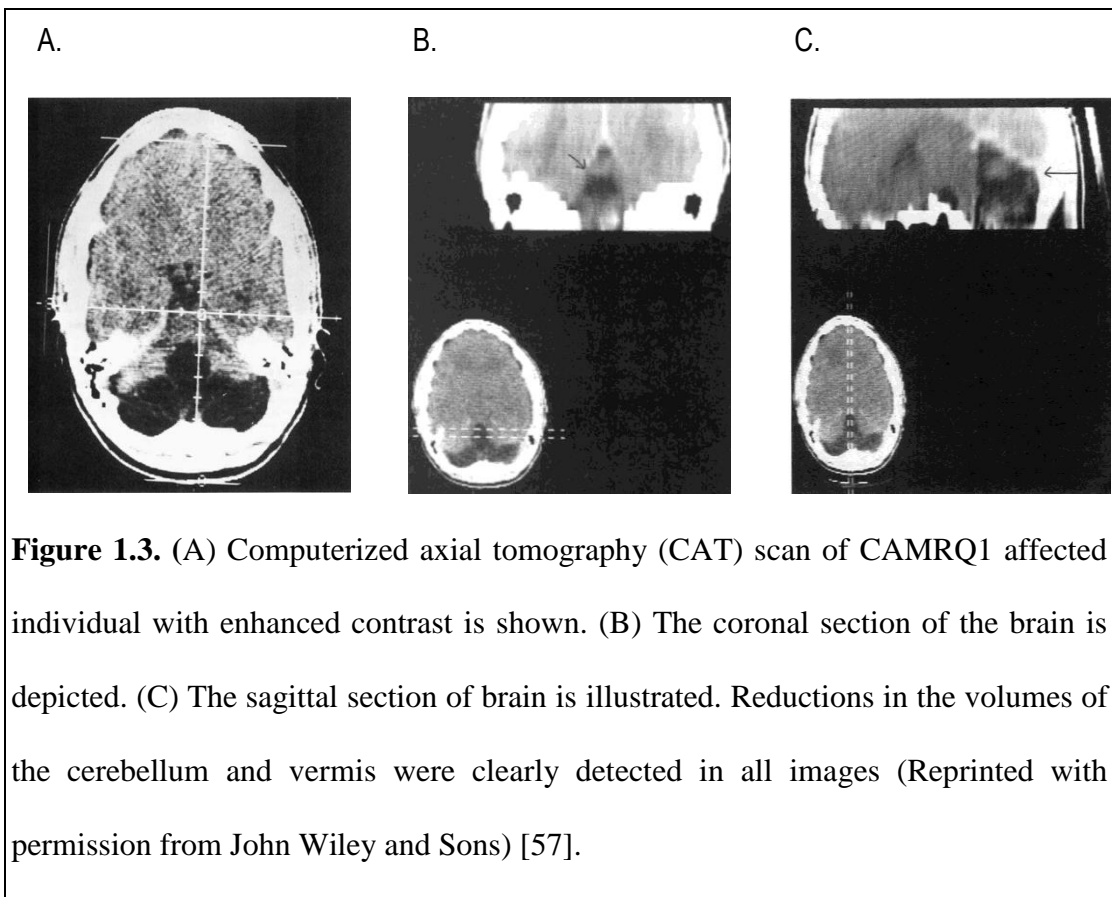 A. B. C.
Figure 1.3. (A) Computerized axial tomography (CAT) scan of CAMRQ1 affected
individual with enhanced contrast is shown. (B) The coronal section of the brain is
depicted. (C) The sagittal section of brain is illustrated. Reductions in the volumes of
the cerebellum and vermis were clearly detected in all images (Reprinted with
permission from John Wiley and Sons) [57].